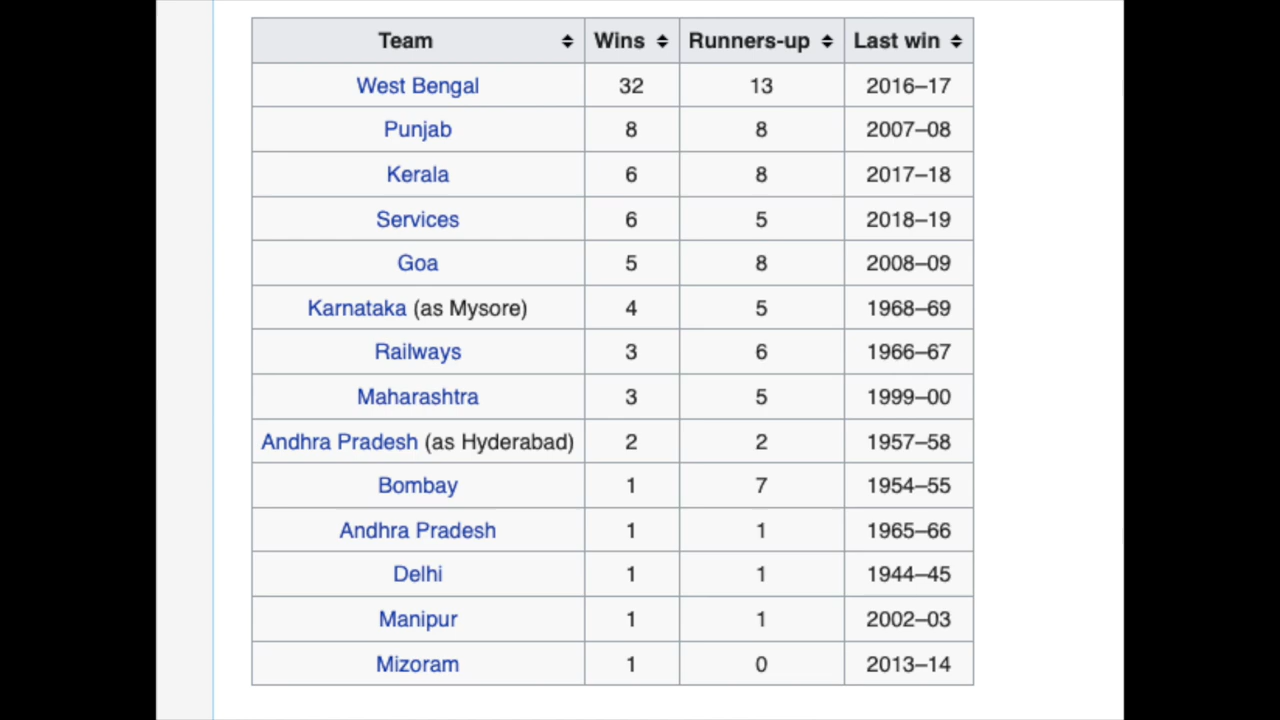 Team Wins Runners-up Last win
West Bengal 32 13 2016–17
Punjab 8 8 2007–08
Kerala 6 8 2017–18
Services 6 5 2018–19
Goa 5 8 2008–09
Karnataka (as Mysore) 4 5 1968–69
Railways 3 6 1966–67
Maharashtra 3 5 1999–00
Andhra Pradesh (as Hyderabad) 2 2 1957–58
Bombay 1 7 1954–55
Andhra Pradesh 1 1 1965–66
Delhi 1 1 1944–45
Manipur 1 1 2002–03
Mizoram 1 0 2013–14